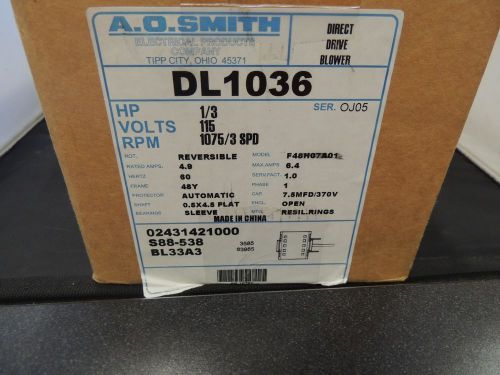 A.O.SMITH
ELECTRICAL PRODUCTS
COMPANY
TIPP CITY, OHIO 45371
DIRECT
DRIVE
BLOWER
DL1036
HP 1/3 SER. OJ05
VOLTS 115
RPM 1075/3 SPD
ROT. REVERSIBLE MODEL F48H07A01
RATED AMPS. 4.9 MAX AMPS 6.4
HERTZ 60 SERV.FACT 1.0
FRAME 48Y PHASE 1
PROTECTOR AUTOMATIC CAP. 7.5MFD/370V
SHAFT 0.5X4.5 FLAT ENCL. OPEN
BEARINGS SLEEVE MTG. RESIL.RINGS
MADE IN CHINA
02431421000
S88-538 3585
BL33A3